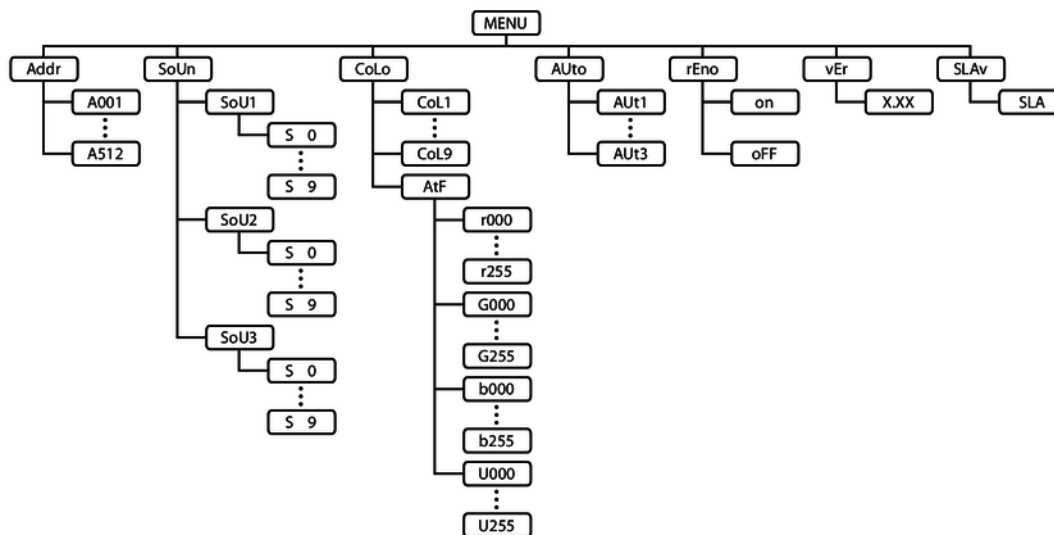 MENU
Addr SoUn CoLo AUto rEno vEr SLAv
A001 SoU1 CoL1 AUt1 on X.XX SLA
S 0
A512 CoL9 AUt3 oFF
S 9 AtF
SoU2 r000
S 0
r255
S 9 G000
SoU3
G255
S 0
b000
S 9
b255
U000
U255